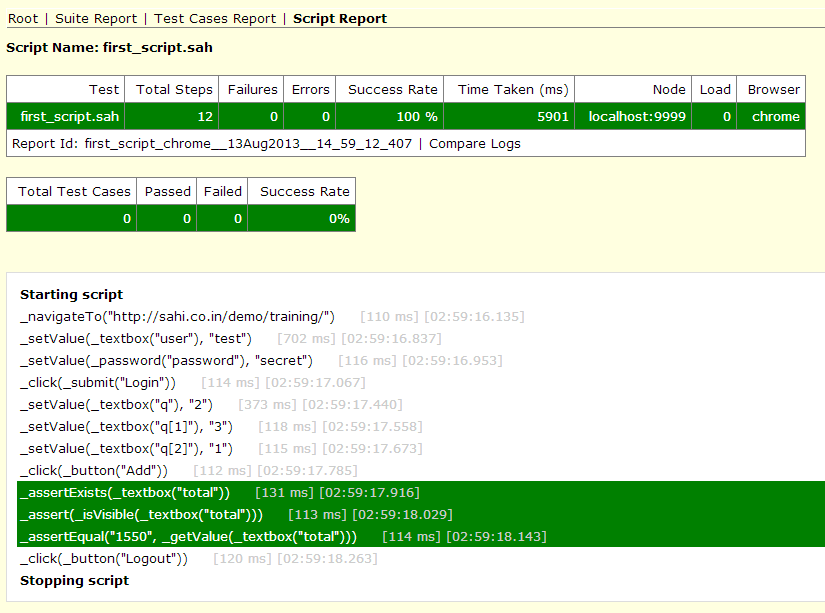 Root | Suite Report | Test Cases Report | Script Report
Script Name: first_script.sah
Test Total Steps Failures Errors Success Rate Time Taken (ms) Node Load Browser
first_script.sah 12 0 0 100 % 5901 localhost:9999 0 chrome
Report Id: first_script_chrome__13Aug2013__14_59_12_407 | Compare Logs
Total Test Cases Passed Failed Success Rate
0 0 0 0%
Starting script
_navigateTo("http://sahi.co.in/demo/training/") [110 ms] [02:59:16.135]
_setValue(_textbox("user"), "test") [702 ms] [02:59:16.837]
_setValue(_password("password"), "secret") [116 ms] [02:59:16.953]
_click(_submit("Login")) [114 ms] [02:59:17.067]
_setValue(_textbox("q"), "2") [373 ms] [02:59:17.440]
_setValue(_textbox("q[1]"), "3") [118 ms] [02:59:17.558]
_setValue(_textbox("q[2]"), "1") [115 ms] [02:59:17.673]
_click(_button("Add")) [112 ms] [02:59:17.785]
_assertExists(_textbox("total")) [131 ms] [02:59:17.916]
_assert(_isVisible(_textbox("total"))) [113 ms] [02:59:18.029]
_assertEqual("1550", _getValue(_textbox("total"))) [114 ms] [02:59:18.143]
_click(_button("Logout")) [120 ms] [02:59:18.263]
Stopping script